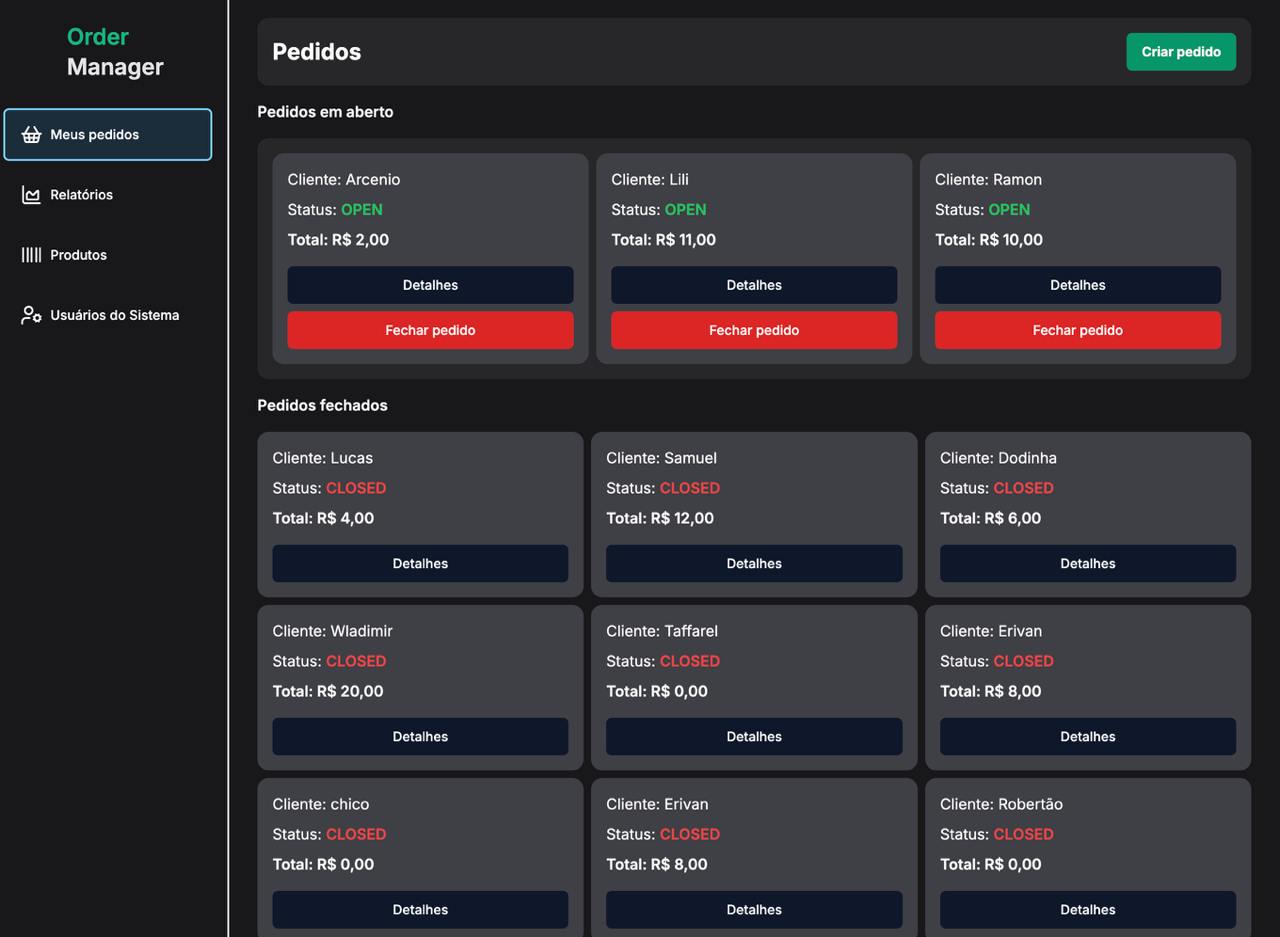 Order
Manager
Meus pedidos
Relatórios
Produtos
Usuários do Sistema
Pedidos
Criar pedido
Pedidos em aberto
Cliente: Arcenio
Status: OPEN
Total: R$ 2,00
Detalhes
Fechar pedido
Cliente: Lili
Status: OPEN
Total: R$ 11,00
Detalhes
Fechar pedido
Cliente: Ramon
Status: OPEN
Total: R$ 10,00
Detalhes
Fechar pedido
Pedidos fechados
Cliente: Lucas
Status: CLOSED
Total: R$ 4,00
Detalhes
Cliente: Samuel
Status: CLOSED
Total: R$ 12,00
Detalhes
Cliente: Dodinha
Status: CLOSED
Total: R$ 6,00
Detalhes
Cliente: Wladimir
Status: CLOSED
Total: R$ 20,00
Detalhes
Cliente: Taffarel
Status: CLOSED
Total: R$ 0,00
Detalhes
Cliente: Erivan
Status: CLOSED
Total: R$ 8,00
Detalhes
Cliente: chico
Status: CLOSED
Total: R$ 0,00
Detalhes
Cliente: Erivan
Status: CLOSED
Total: R$ 8,00
Detalhes
Cliente: Robertão
Status: CLOSED
Total: R$ 0,00
Detalhes